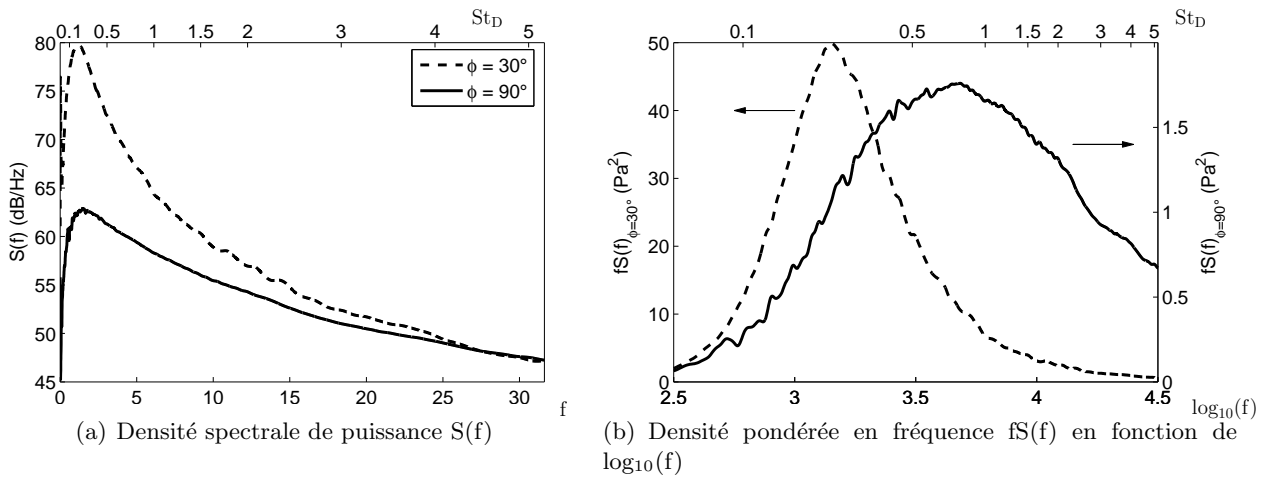 St_D
0.1 0.5 1 1.5 2 3 4 5
80
75
70
65
60
55
50
45
S(f) (dB/Hz)
ϕ = 30°
ϕ = 90°
0 5 10 15 20 25 30
f
(a) Densité spectrale de puissance S(f)
St_D
0.1 0.5 1 1.5 2 3 4 5
50
40
30
20
10
0
fS(f)_ϕ=30° (Pa²)
1.5
1
0.5
0
fS(f)_ϕ=90° (Pa²)
2.5 3 3.5 4 4.5
log₁₀(f)
(b) Densité pondérée en fréquence fS(f) en fonction de
log₁₀(f)